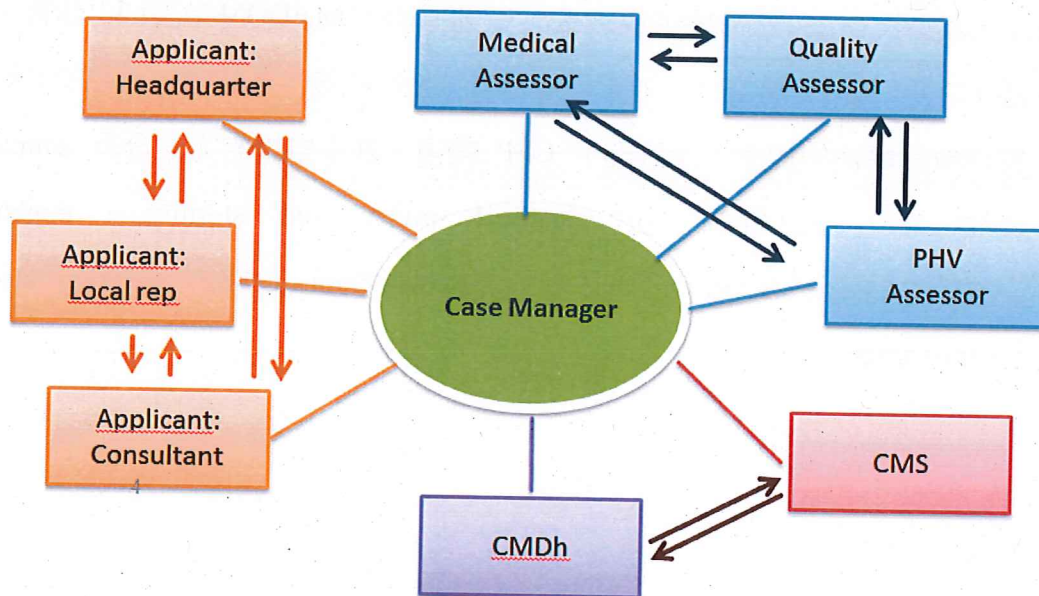 Applicant:
Headquarter
Medical
Assessor
Quality
Assessor
Applicant:
Local rep
Case Manager
PHV
Assessor
Applicant:
Consultant
4
CMS
CMDh